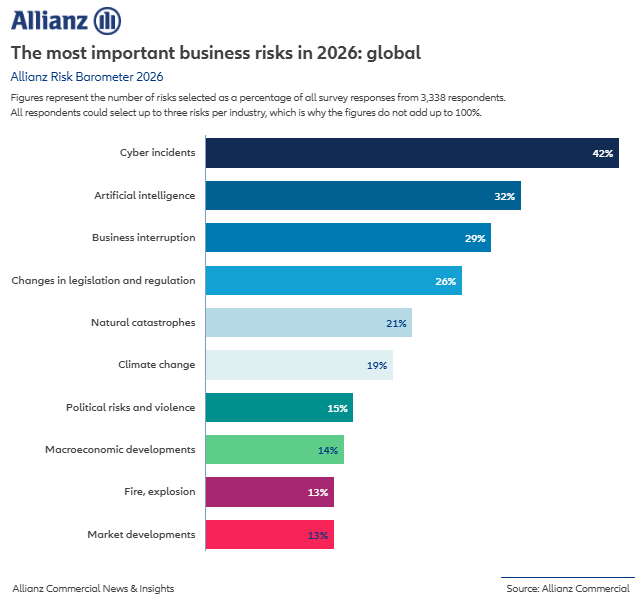 Allianz
The most important business risks in 2026: global
Allianz Risk Barometer 2026
Figures represent the number of risks selected as a percentage of all survey responses from 3,338 respondents.
All respondents could select up to three risks per industry, which is why the figures do not add up to 100%.
Cyber incidents 42%
Artificial intelligence 32%
Business interruption 29%
Changes in legislation and regulation 26%
Natural catastrophes 21%
Climate change 19%
Political risks and violence 15%
Macroeconomic developments 14%
Fire, explosion 13%
Market developments 13%
Allianz Commercial News & Insights
Source: Allianz Commercial